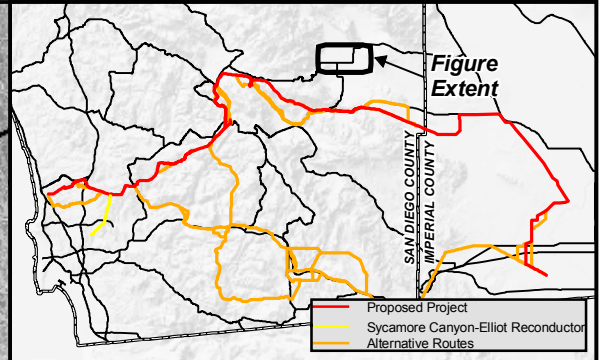 Figure
Extent
SAN DIEGO COUNTY
IMPERIAL COUNTY
Proposed Project
Sycamore Canyon-Elliot Reconductor
Alternative Routes